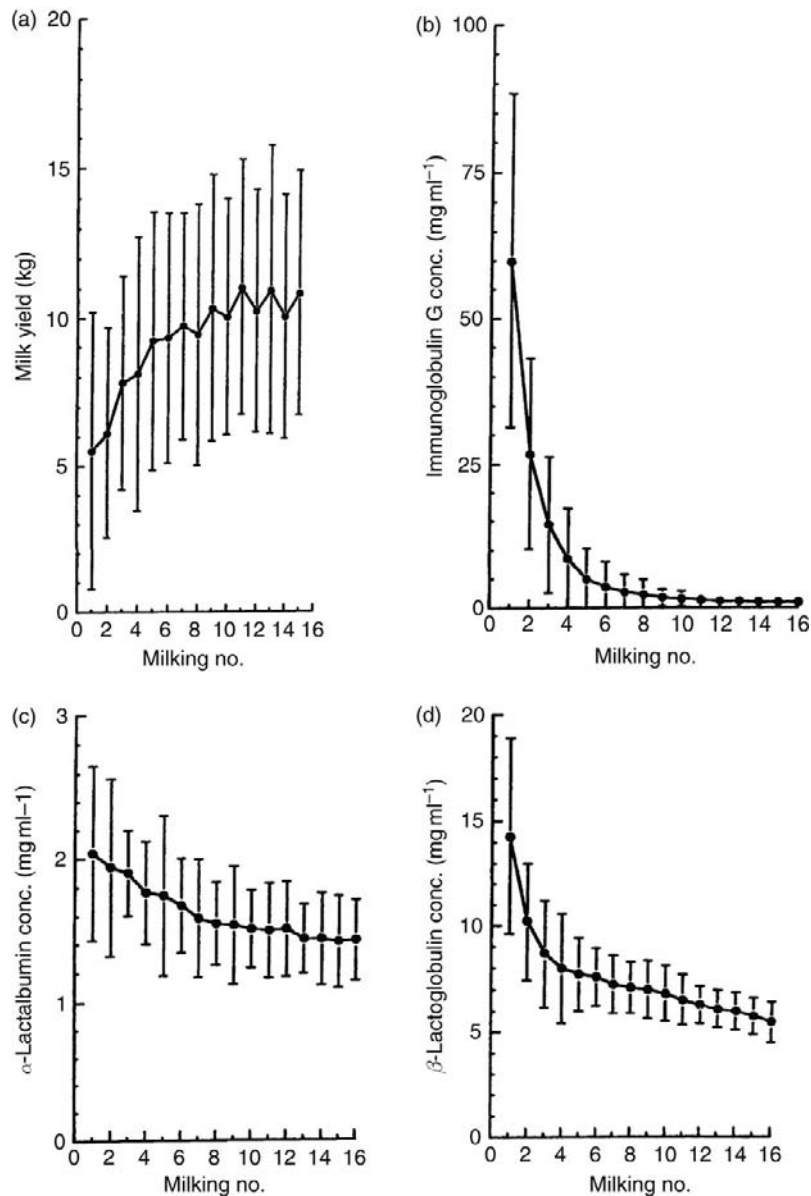 (a)
20
15
10
5
0
Milk yield (kg)
0 2 4 6 8 10 12 14 16
Milking no.
(b)
100
75
50
25
0
Immunoglobulin G conc. (mg ml⁻¹)
0 2 4 6 8 10 12 14 16
Milking no.
(c)
3
2
1
0
α-Lactalbumin conc. (mg ml–1)
0 2 4 6 8 10 12 14 16
Milking no.
(d)
20
15
10
5
0
β-Lactoglobulin conc. (mg ml⁻¹)
0 2 4 6 8 10 12 14 16
Milking no.